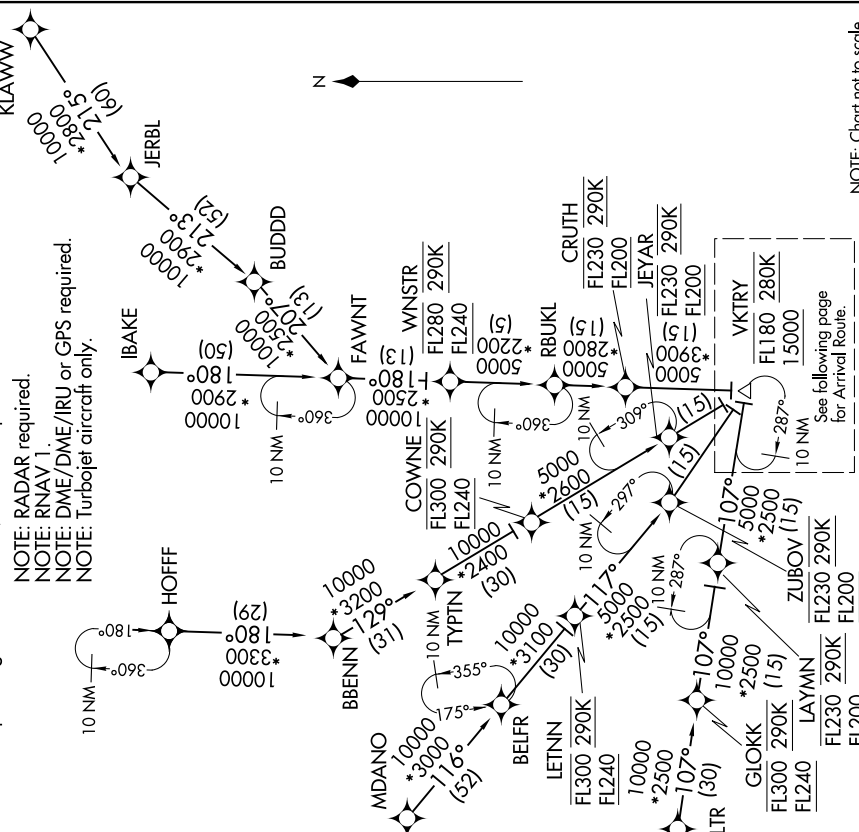 KLAWW
10000
*2800
215°
(60)
JERBL
NOTE: RADAR required.
NOTE: RNAV 1.
NOTE: DME/DME/IRU or GPS required.
NOTE: Turbojet aircraft only.
N
10000
*2900
213°
(52)
BUDDD
10000
*2500
207°
(13)
IBAKE
10000
*2900
180°
(50)
FAWNT
10 NM
360°
10000
*2500
180°
(13)
WNSTR
FL280 290K
FL240
5000
*2200
(5)
10 NM
360°
RBUKL
5000
*2800
(15)
CRUTH
FL230 290K
FL200
JEYAR
FL230 290K
FL200
5000
*3900
(15)
HOFFF
10 NM
180°
360°
10000
*3300
180°
(29)
BBENN
10000
*3200
129°
(31)
TYPTN
10000
*2400
(30)
COWNE
FL300 290K
FL240
5000
*2600
(15)
10 NM
309°
(15)
VKTRY
FL180 280K
15000
287°
10 NM
See following page
for Arrival Route.
MDANO
10000
*3000
116°
(52)
10 NM
355°
175°
BELFR
10000
*3100
(30)
LETNN
FL300 290K
FL240
117°
5000
*2500
(15)
10 NM
297°
(15)
ZUBOV
FL230 290K
FL200
LTR
10000
*2500
107°
(30)
GLOKK
FL300 290K
FL240
107°
10000
*2500
(15)
10 NM
287°
LAYMN
FL230 290K
FL200
107°
5000
*2500
(15)
NOTE: Chart not to scale